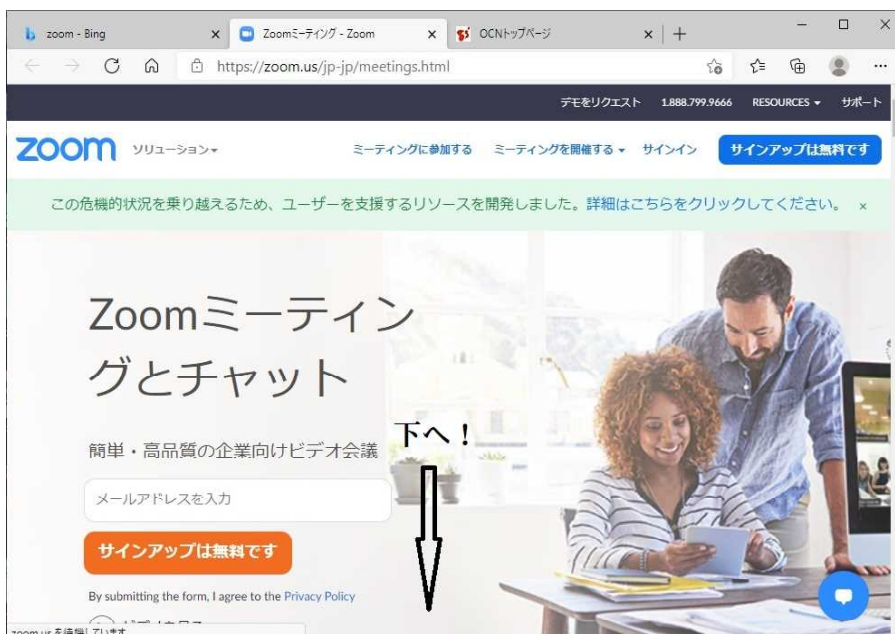 zoom - Bing
Zoomミーティング - Zoom
OCNトップページ
https://zoom.us/jp-jp/meetings.html
デモをリクエスト 1.888.799.9666 RESOURCES サポート
zoom ソリューション ミーティングに参加する ミーティングを開催する サインイン サインアップは無料です
この危機的状況を乗り越えるため、ユーザーを支援するリソースを開発しました。詳細はこちらをクリックしてください。 ×
Zoomミーティン
グとチャット
下へ！
簡単・高品質の企業向けビデオ会議
メールアドレスを入力
サインアップは無料です
By submitting the form, I agree to the Privacy Policy